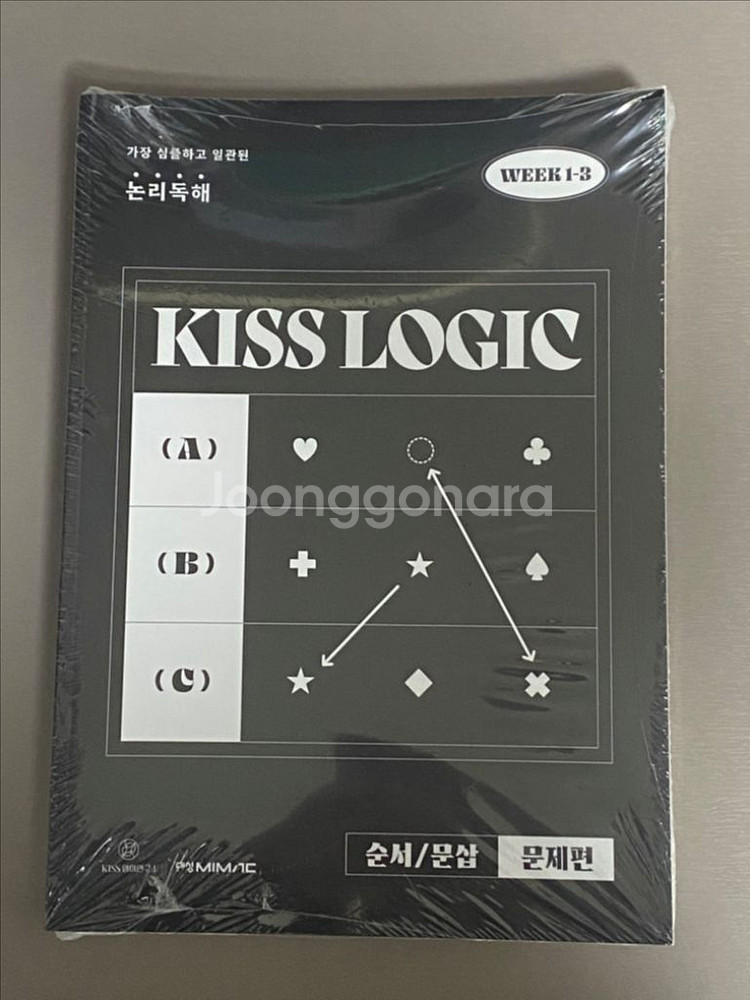 가장 심플하고 일관된
논리독해
WEEK 1-3
KISS LOGIC
(A)
Joonggonara
(B)
(C)
KISS
대성MIMAC
순서/문삽
문제편